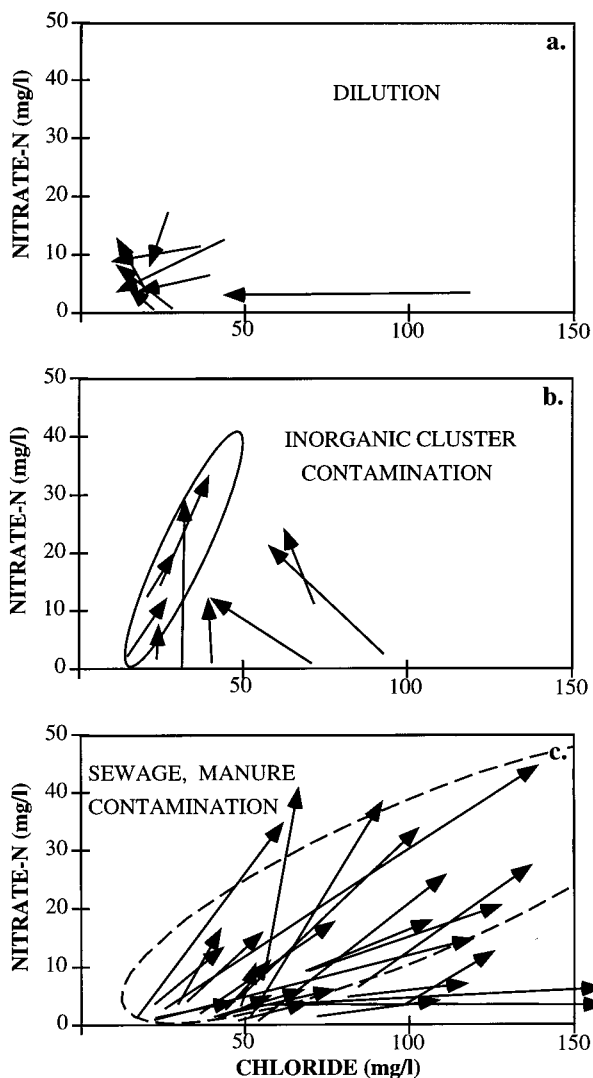 a.
DILUTION
NITRATE-N (mg/l)
50
40
30
20
10
0
50
100
150
b.
INORGANIC CLUSTER
CONTAMINATION
NITRATE-N (mg/l)
50
40
30
20
10
0
50
100
150
c.
SEWAGE, MANURE
CONTAMINATION
NITRATE-N (mg/l)
50
40
30
20
10
0
50
100
150
CHLORIDE (mg/l)